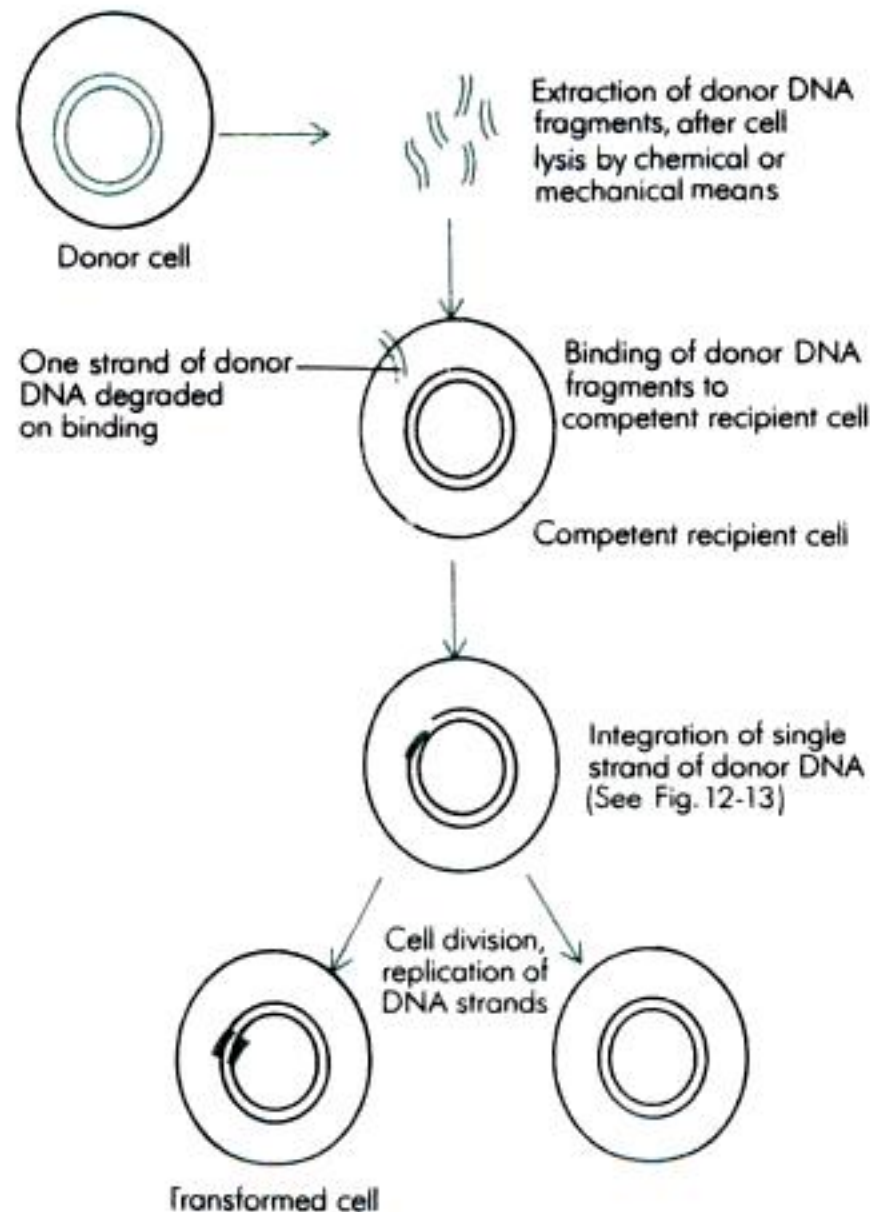 Extraction of donor DNA
fragments, after cell
lysis by chemical or
mechanical means
Donor cell
One strand of donor
DNA degraded
on binding
Binding of donor DNA
fragments to
competent recipient cell
Competent recipient cell
Integration of single
strand of donor DNA
(See Fig. 12-13)
Cell division,
replication of
DNA strands
Transformed cell